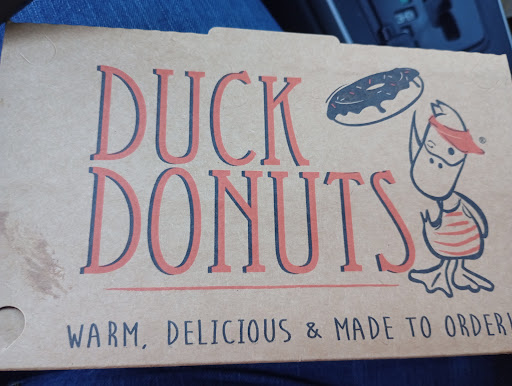 DUCK
DONUTS®
WARM, DELICIOUS & MADE TO ORDER!